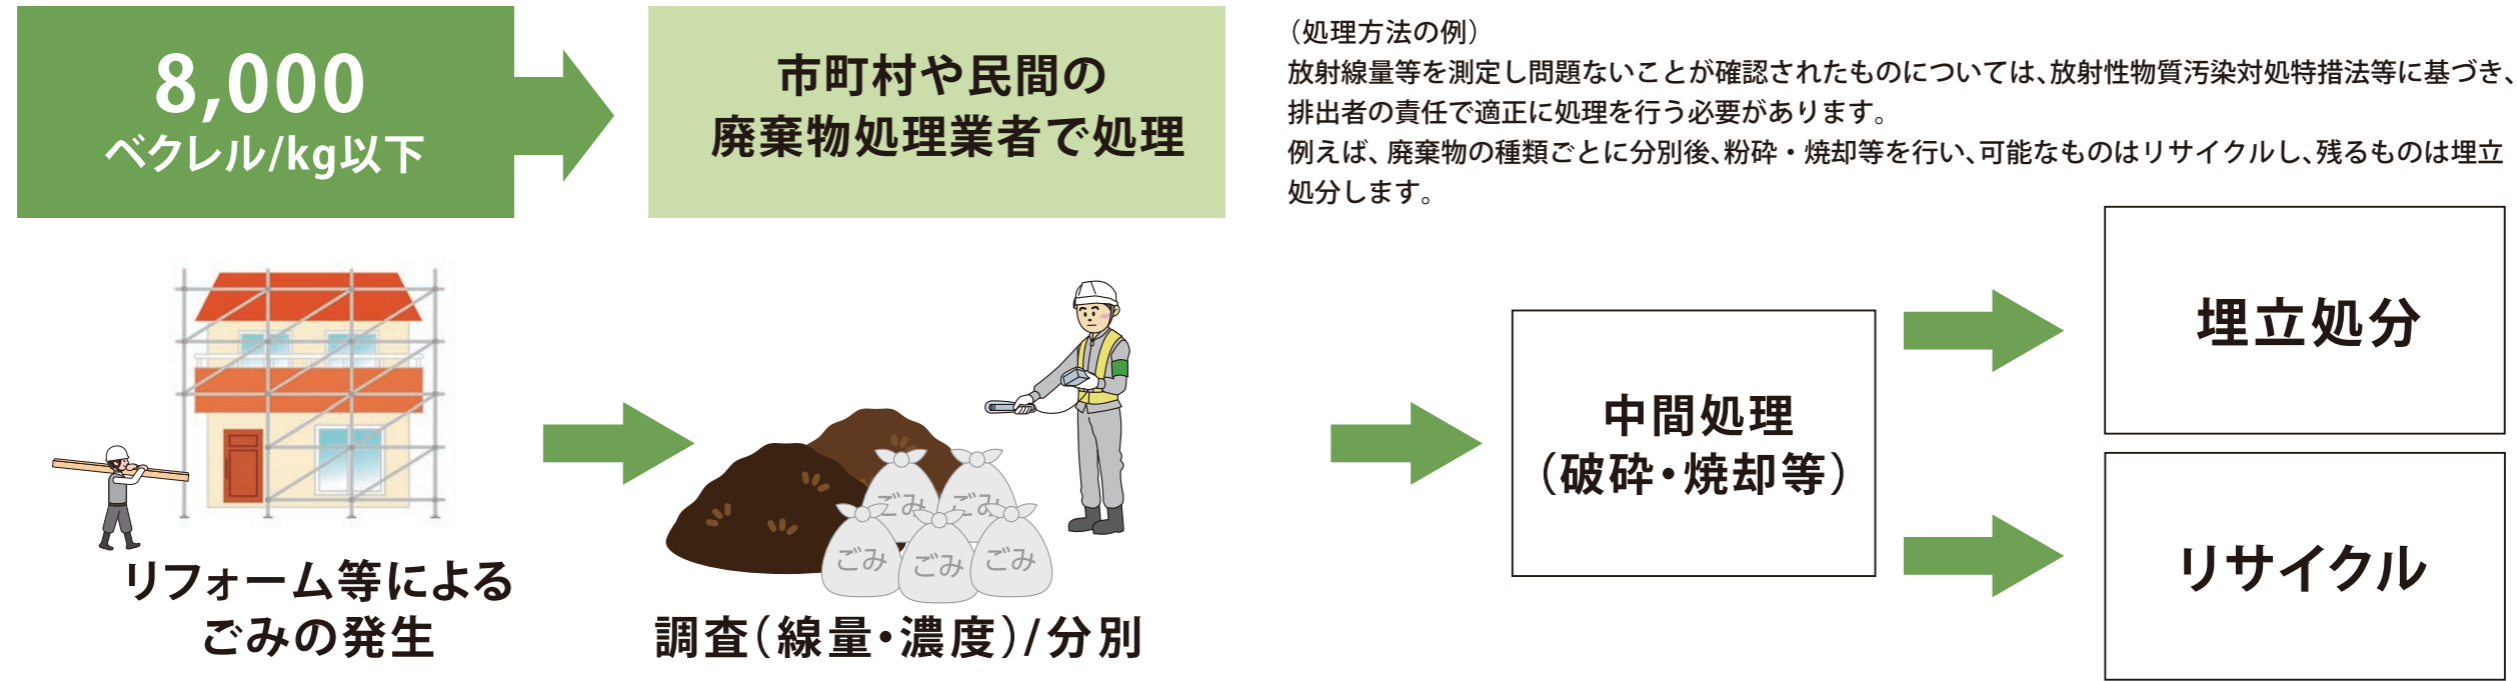 8,000
ベクレル/kg以下
市町村や民間の
廃棄物処理業者で処理
（処理方法の例）
放射線量等を測定し問題ないことが確認されたものについては、放射性物質汚染対処特措法等に基づき、
排出者の責任で適正に処理を行う必要があります。
例えば、廃棄物の種類ごとに分別後、粉砕・焼却等を行い、可能なものはリサイクルし、残るものは埋立
処分します。
リフォーム等による
ごみの発生
ごみ
ごみ
ごみ
ごみ
ごみ
調査（線量・濃度）/分別
中間処理
（破砕・焼却等）
埋立処分
リサイクル